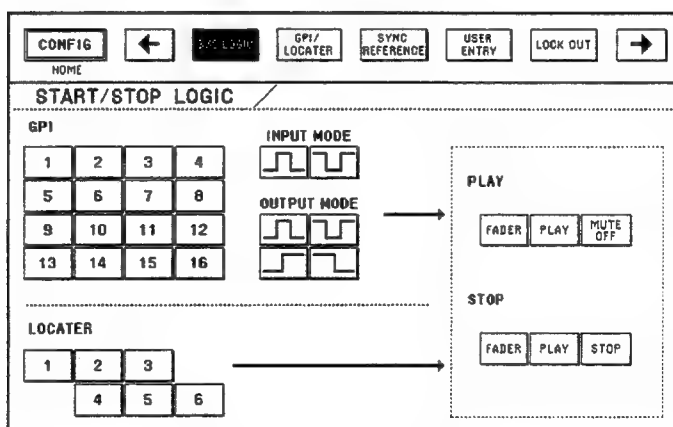 CONFIG
HOME
S/S LOGIC
GPI/
LOCATER
SYNC
REFERENCE
USER
ENTRY
LOCK OUT
START/STOP LOGIC
GPI
1 2 3 4
5 6 7 8
9 10 11 12
13 14 15 16
INPUT MODE
OUTPUT MODE
PLAY
FADER PLAY MUTE
OFF
STOP
FADER PLAY STOP
LOCATER
1 2 3
4 5 6